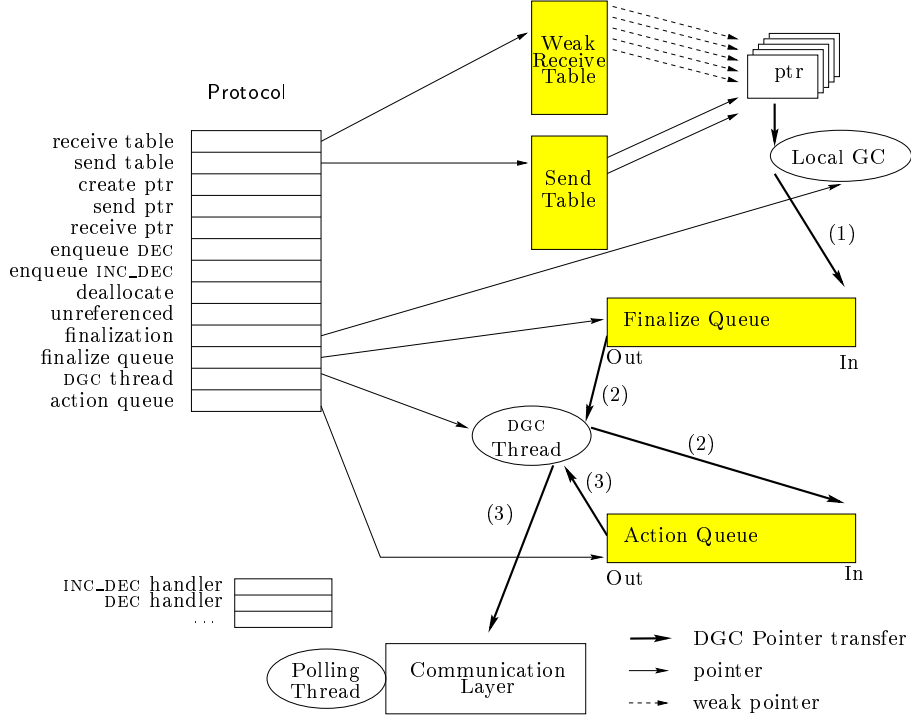 Weak
Receive
Table
ptr
Protocol
Local GC
Send
Table
receive table
send table
create ptr
send ptr
receive ptr
enqueue DEC
enqueue INC_DEC
deallocate
unreferenced
finalization
finalize queue
DGC thread
action queue
(1)
Finalize Queue
Out
In
(2)
DGC
Thread
(2)
(3)
(3)
Action Queue
Out
In
INC_DEC handler
DEC handler
...
Polling
Thread
Communication
Layer
DGC Pointer transfer
pointer
weak pointer